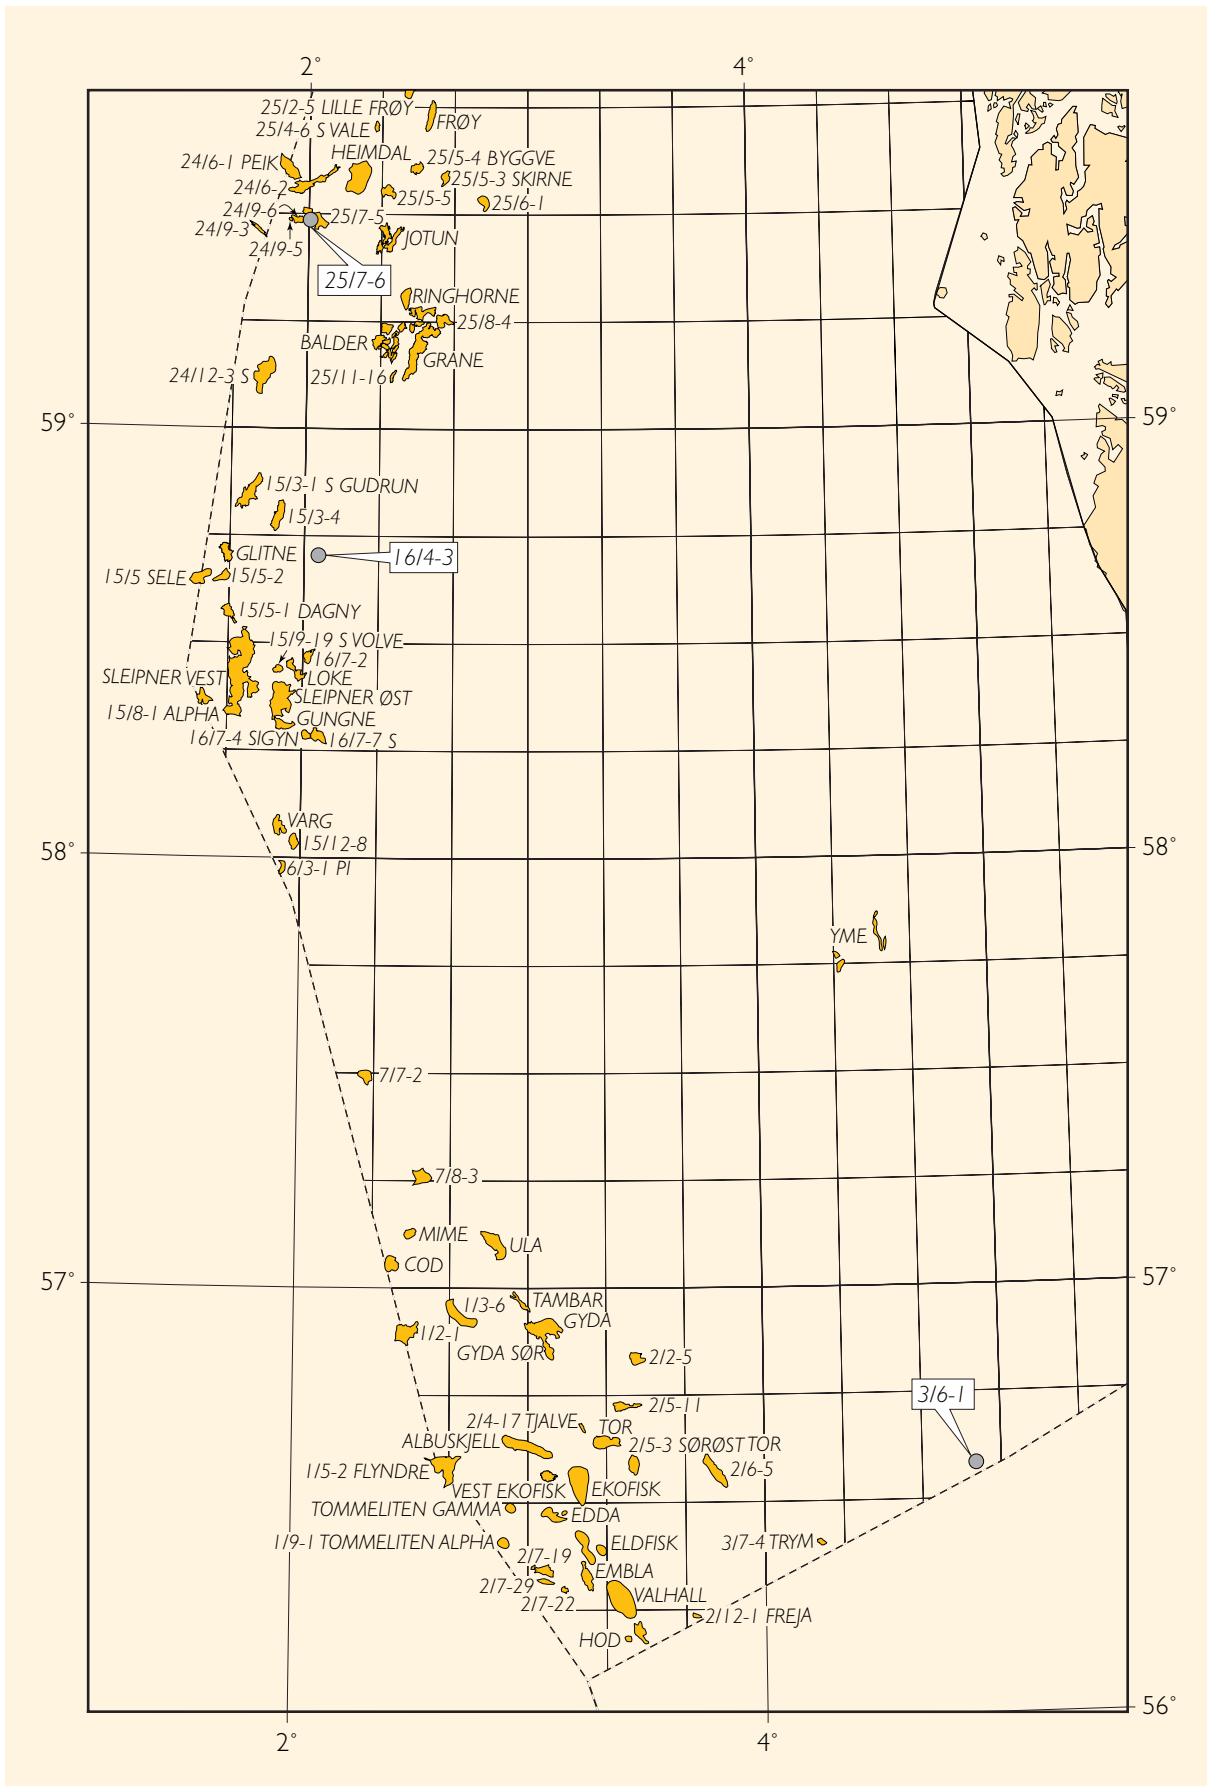 2°
4°
25/2-5 LILLE FRØY
FRØY
25/4-6 S VALE
HEIMDAL
24/6-1 PEIK
25/5-4 BYGGVE
25/5-3 SKIRNE
24/6-2
25/5-5
25/6-1
24/9-6
25/7-5
24/9-3
24/9-5
JOTUN
25/7-6
RINGHORNE
25/8-4
BALDER
GRANE
24/12-3 S
25/11-16
59°
59°
15/3-1 S GUDRUN
15/3-4
GLITNE
16/4-3
15/5 SELE
15/5-2
15/5-1 DAGNY
15/9-19 S VOLVE
16/7-2
SLEIPNER VEST
LOKE
SLEIPNER ØST
15/8-1 ALPHA
GUNGNE
16/7-4 SIGYN
16/7-7 S
VARG
15/12-8
58°
58°
6/3-1 PI
YME
7/7-2
7/8-3
MIME
ULA
COD
57°
57°
TAMBAR
1/3-6
GYDA
1/2-1
GYDA SØR
2/2-5
3/6-1
2/5-11
2/4-17 TJALVE
TOR
ALBUSKJELL
2/5-3 SØRØST TOR
1/5-2 FLYNDRE
2/6-5
VEST EKOFISK
EKOFISK
TOMMELITEN GAMMA
EDDA
1/9-1 TOMMELITEN ALPHA
ELDFISK
3/7-4 TRYM
2/7-19
EMBLA
2/7-29
VALHALL
2/7-22
2/12-1 FREJA
HOD
56°
2°
4°